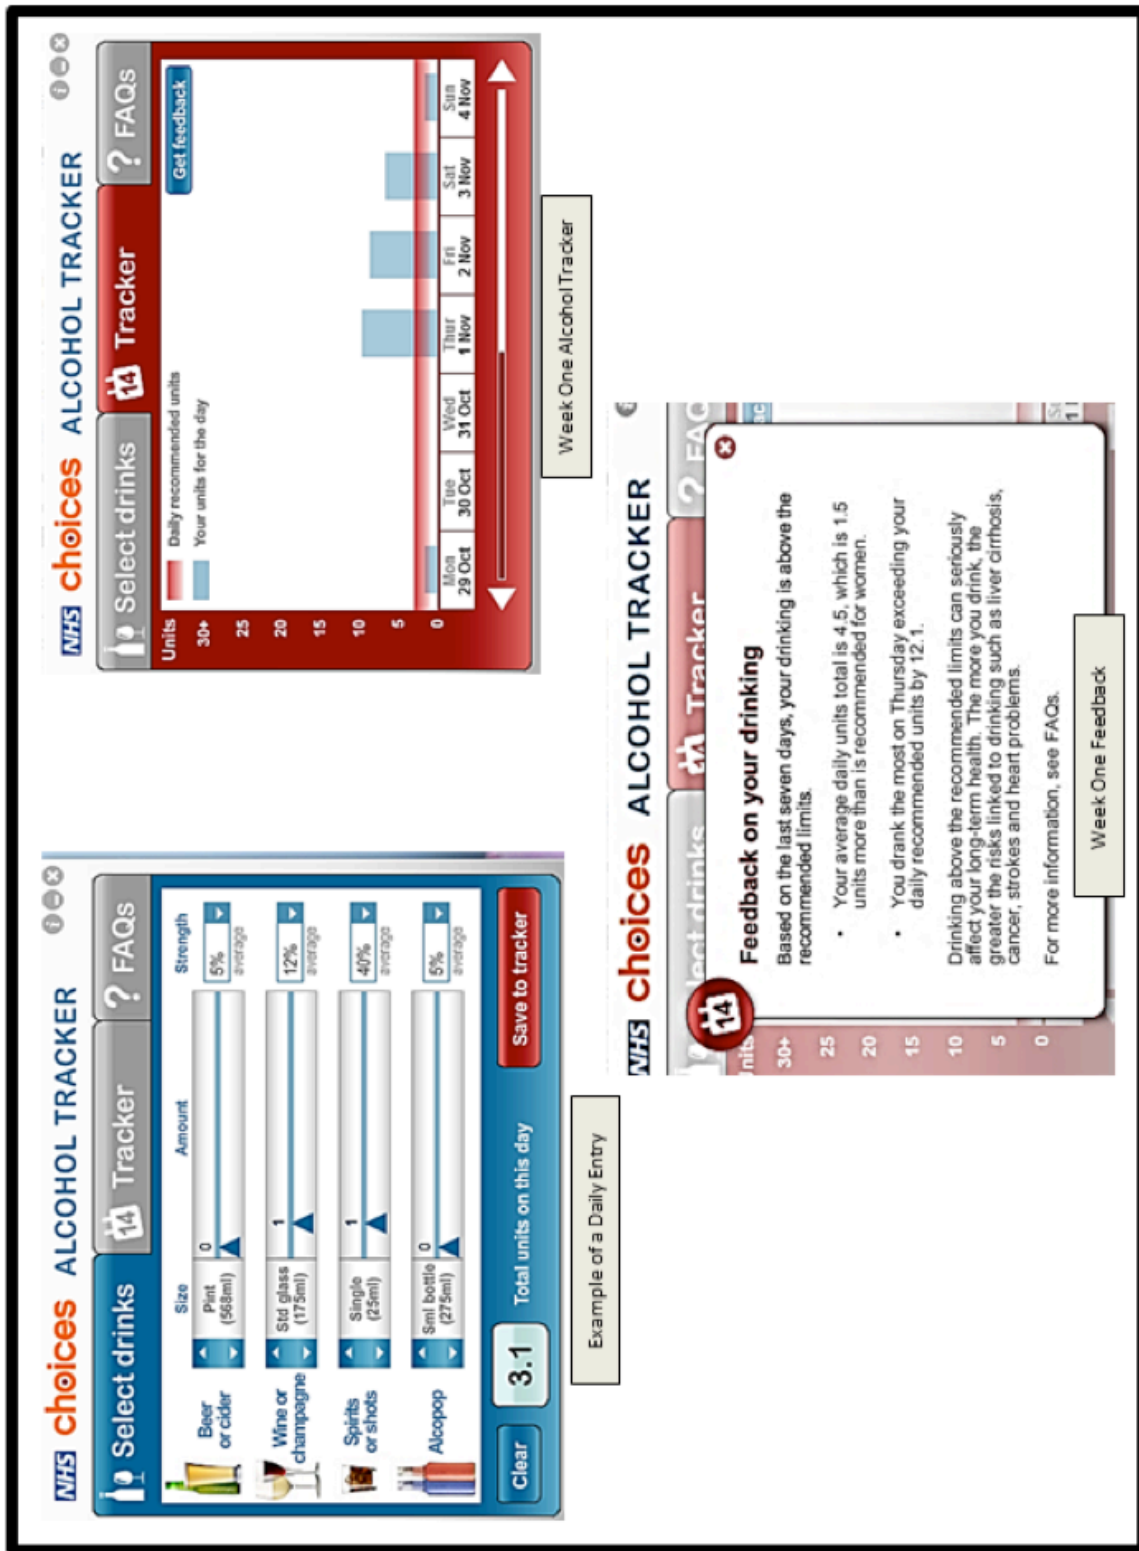 NHS choices ALCOHOL TRACKER
Select drinks
14 Tracker
? FAQs
Size
Amount
Strength
Beer
or cider
Pint
(568ml)
0
5%
average
Wine or
champagne
Std glass
(175ml)
1
12%
average
Spirits
or shots
Single
(25ml)
1
40%
average
Alcopop
Sml bottle
(275ml)
0
5%
average
Clear
3.1
Total units on this day
Save to tracker
Example of a Daily Entry
NHS choices ALCOHOL TRACKER
Select drinks
14 Tracker
? FAQs
Units
Daily recommended units
Your units for the day
Get feedback
30+
25
20
15
10
5
0
Mon
29 Oct
Tue
30 Oct
Wed
31 Oct
Thur
1 Nov
Fri
2 Nov
Sat
3 Nov
Sun
4 Nov
Week One Alcohol Tracker
NHS choices ALCOHOL TRACKER
lect drinks
Tracker
? FAQ
14
Units
30+
25
20
15
10
5
0
Feedback on your drinking
Based on the last seven days, your drinking is above the
recommended limits.
• Your average daily units total is 4.5, which is 1.5
units more than is recommended for women.
• You drank the most on Thursday exceeding your
daily recommended units by 12.1.
Drinking above the recommended limits can seriously
affect your long-term health. The more you drink, the
greater the risks linked to drinking such as liver cirrhosis,
cancer, strokes and heart problems.
For more information, see FAQs.
Week One Feedback